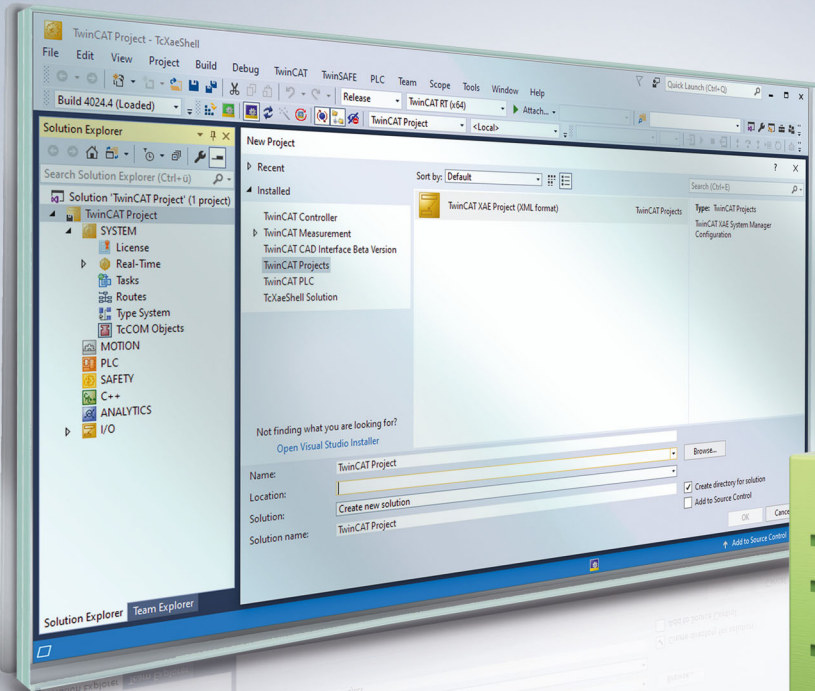 TwinCAT Project - TcXaeShell
Quick Launch (Ctrl+Q)
File Edit View Project Build Debug TwinCAT TwinSAFE PLC Team Scope Tools Window Help
Release TwinCAT RT (x64) Attach...
Build 4024.4 (Loaded) TwinCAT Project <Local>
Solution Explorer
Search Solution Explorer (Ctrl+ü)
Solution 'TwinCAT Project' (1 project)
TwinCAT Project
SYSTEM
License
Real-Time
Tasks
Routes
Type System
TcCOM Objects
MOTION
PLC
SAFETY
C++
ANALYTICS
I/O
Solution Explorer Team Explorer
New Project
? X
Recent
Installed
TwinCAT Controller
TwinCAT Measurement
TwinCAT CAD Interface Beta Version
TwinCAT Projects
TwinCAT PLC
TcXaeShell Solution
Not finding what you are looking for?
Open Visual Studio Installer
Sort by: Default
TwinCAT XAE Project (XML format) TwinCAT Projects
Search (Ctrl+E)
Type: TwinCAT Projects
TwinCAT XAE System Manager
Configuration
Name: TwinCAT Project
Location:
Browse...
Solution: Create new solution
Solution name: TwinCAT Project
Create directory for solution
Add to Source Control
OK
Add to Source Control